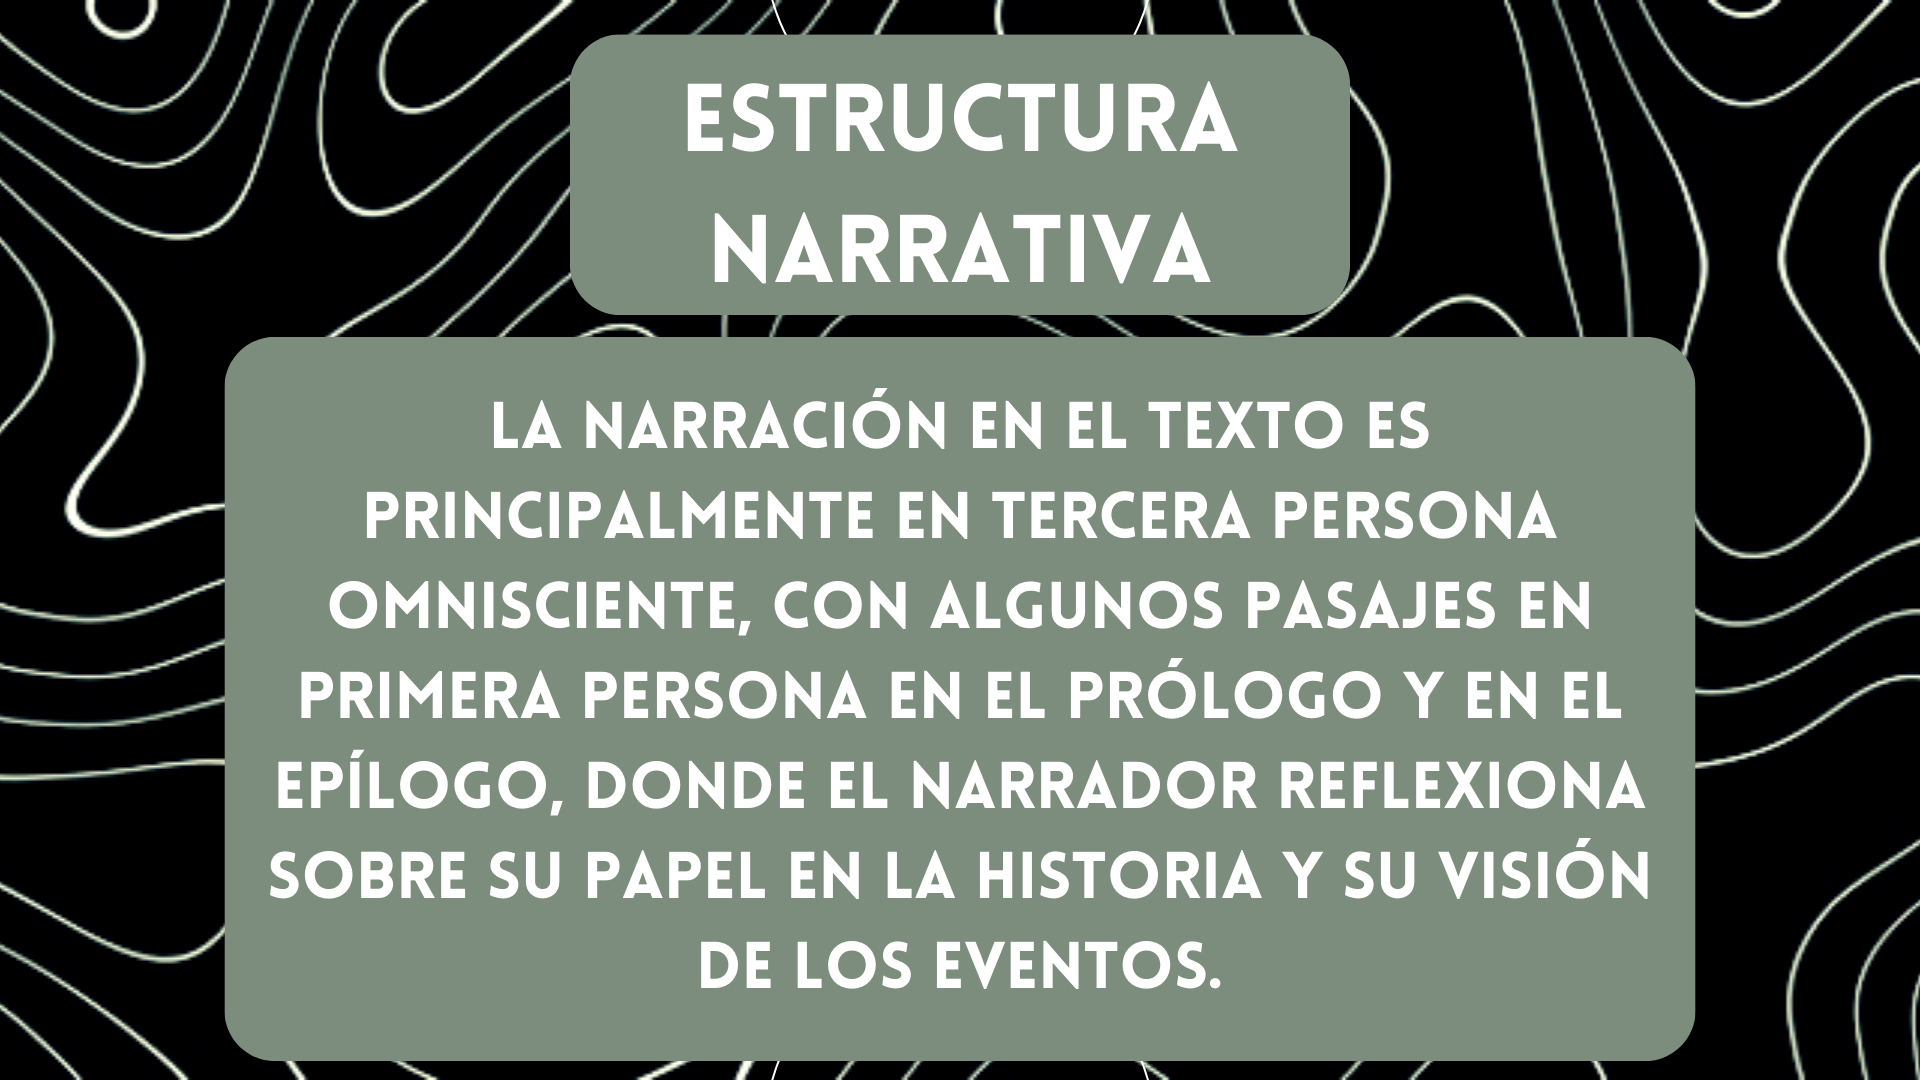 ESTRUCTURA
NARRATIVA
LA NARRACIÓN EN EL TEXTO ES
PRINCIPALMENTE EN TERCERA PERSONA
OMNISCIENTE, CON ALGUNOS PASAJES EN
PRIMERA PERSONA EN EL PRÓLOGO Y EN EL
EPÍLOGO, DONDE EL NARRADOR REFLEXIONA
SOBRE SU PAPEL EN LA HISTORIA Y SU VISIÓN
DE LOS EVENTOS.